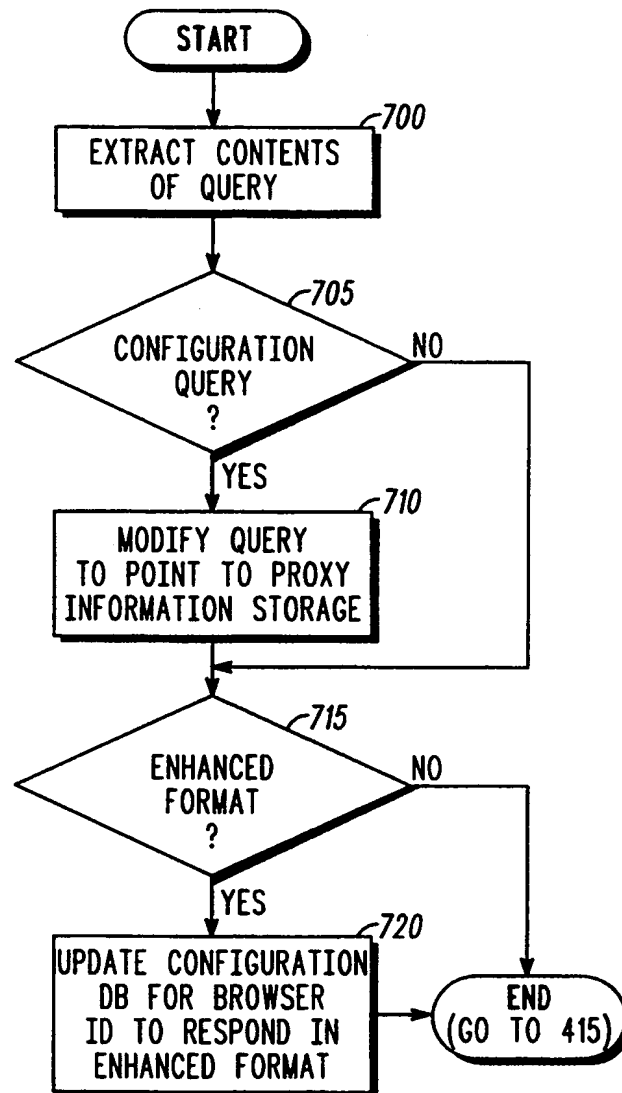 START
700
EXTRACT CONTENTS
OF QUERY
705
CONFIGURATION
QUERY
?
NO
YES
710
MODIFY QUERY
TO POINT TO PROXY
INFORMATION STORAGE
715
ENHANCED
FORMAT
?
NO
YES
720
UPDATE CONFIGURATION
DB FOR BROWSER
ID TO RESPOND IN
ENHANCED FORMAT
END
(GO TO 415)